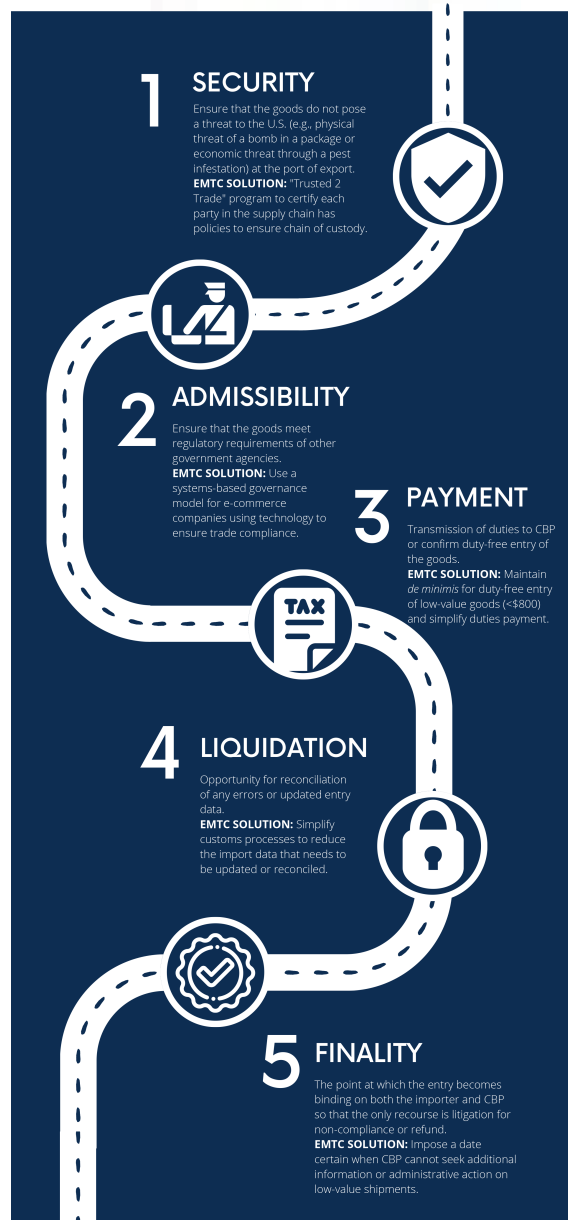 1
SECURITY
Ensure that the goods do not pose
a threat to the U.S. (e.g., physical
threat of a bomb in a package or
economic threat through a pest
infestation) at the port of export.
EMTC SOLUTION: "Trusted 2
Trade" program to certify each
party in the supply chain has
policies to ensure chain of custody.
2
ADMISSIBILITY
Ensure that the goods meet
regulatory requirements of other
government agencies.
EMTC SOLUTION: Use a
systems-based governance
model for e-commerce
companies using technology to
ensure trade compliance.
3
PAYMENT
Transmission of duties to CBP
or confirm duty-free entry of
the goods.
EMTC SOLUTION: Maintain
de minimis for duty-free entry
of low-value goods (<$800)
and simplify duties payment.
TAX
4
LIQUIDATION
Opportunity for reconciliation
of any errors or updated entry
data.
EMTC SOLUTION: Simplify
customs processes to reduce
the import data that needs to
be updated or reconciled.
5
FINALITY
The point at which the entry becomes
binding on both the importer and CBP
so that the only recourse is litigation for
non-compliance or refund.
EMTC SOLUTION: Impose a date
certain when CBP cannot seek additional
information or administrative action on
low-value shipments.